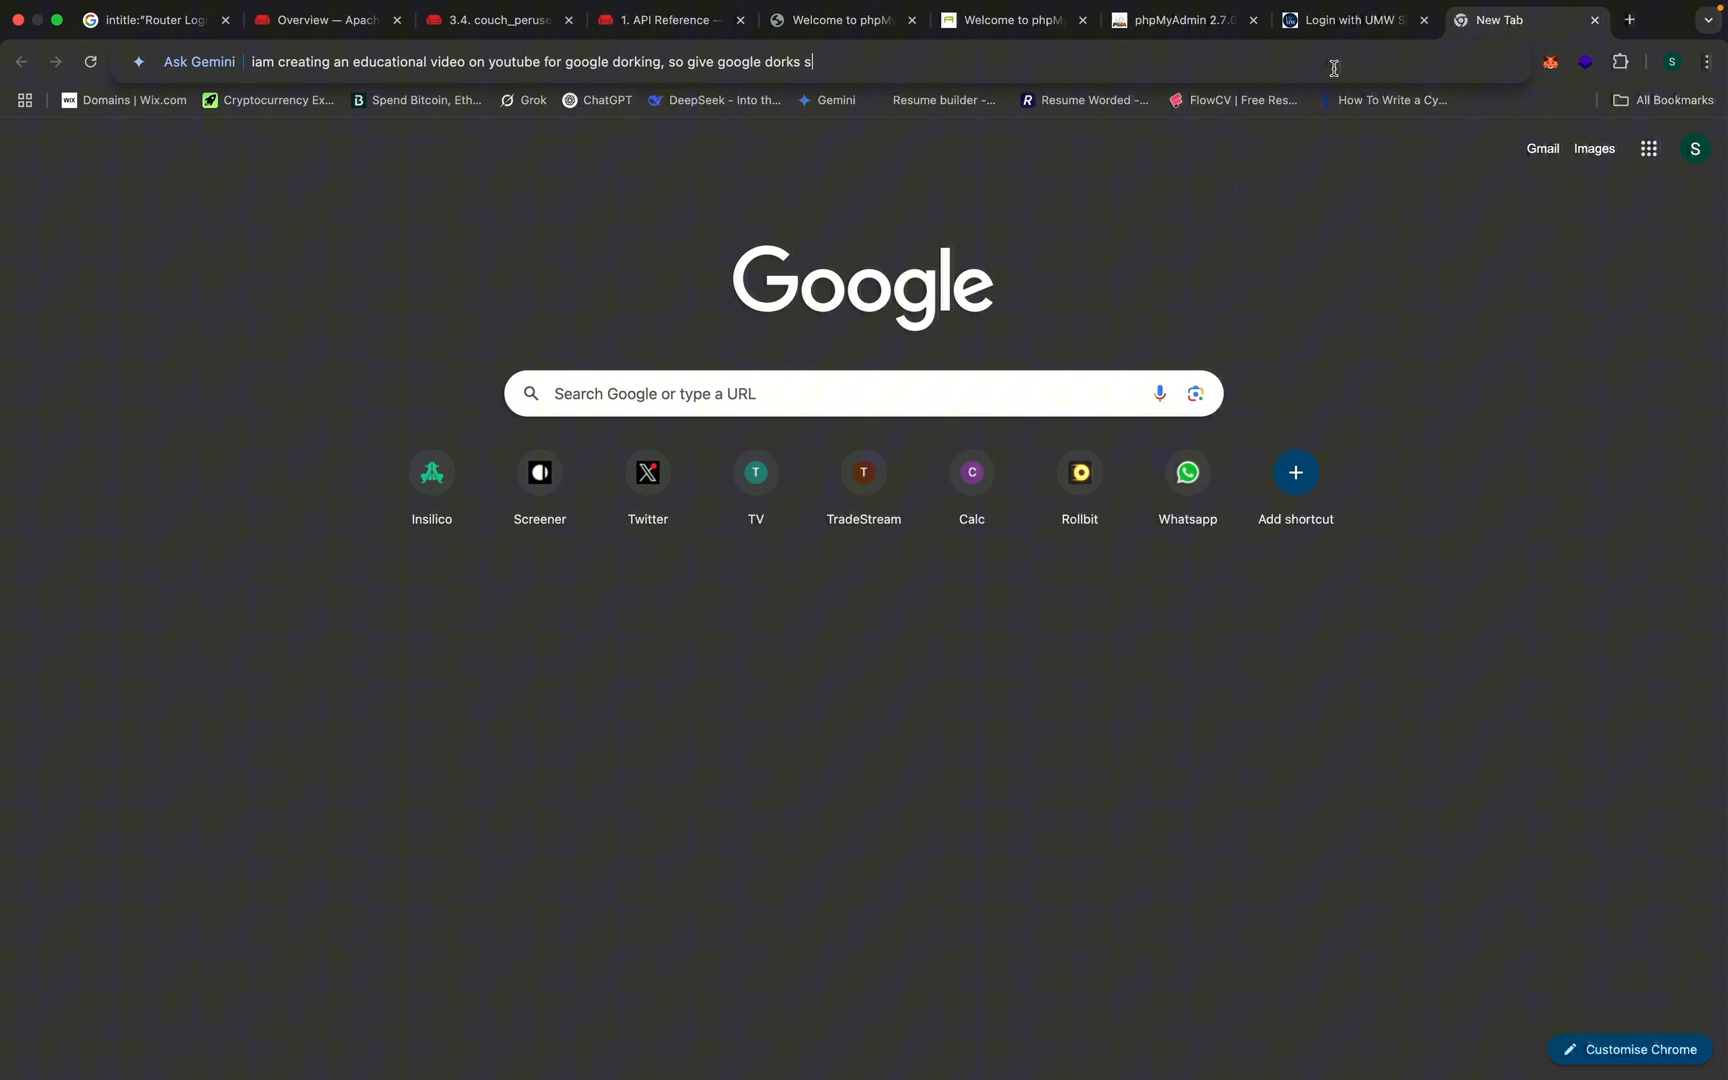 intitle:"Router Logi
Overview — Apach
3.4. couch_peruse
1. API Reference —
Welcome to phpMy
Welcome to phpMy
phpMyAdmin 2.7.0
Login with UMW S
New Tab
Ask Gemini
iam creating an educational video on youtube for google dorking, so give google dorks s
S
Domains | Wix.com
Cryptocurrency Ex...
Spend Bitcoin, Eth...
Grok
ChatGPT
DeepSeek - Into th...
Gemini
Resume builder -...
Resume Worded -...
FlowCV | Free Res...
How To Write a Cy...
All Bookmarks
Gmail
Images
S
Google
Search Google or type a URL
T
T
C
Insilico
Screener
Twitter
TV
TradeStream
Calc
Rollbit
Whatsapp
Add shortcut
Customise Chrome